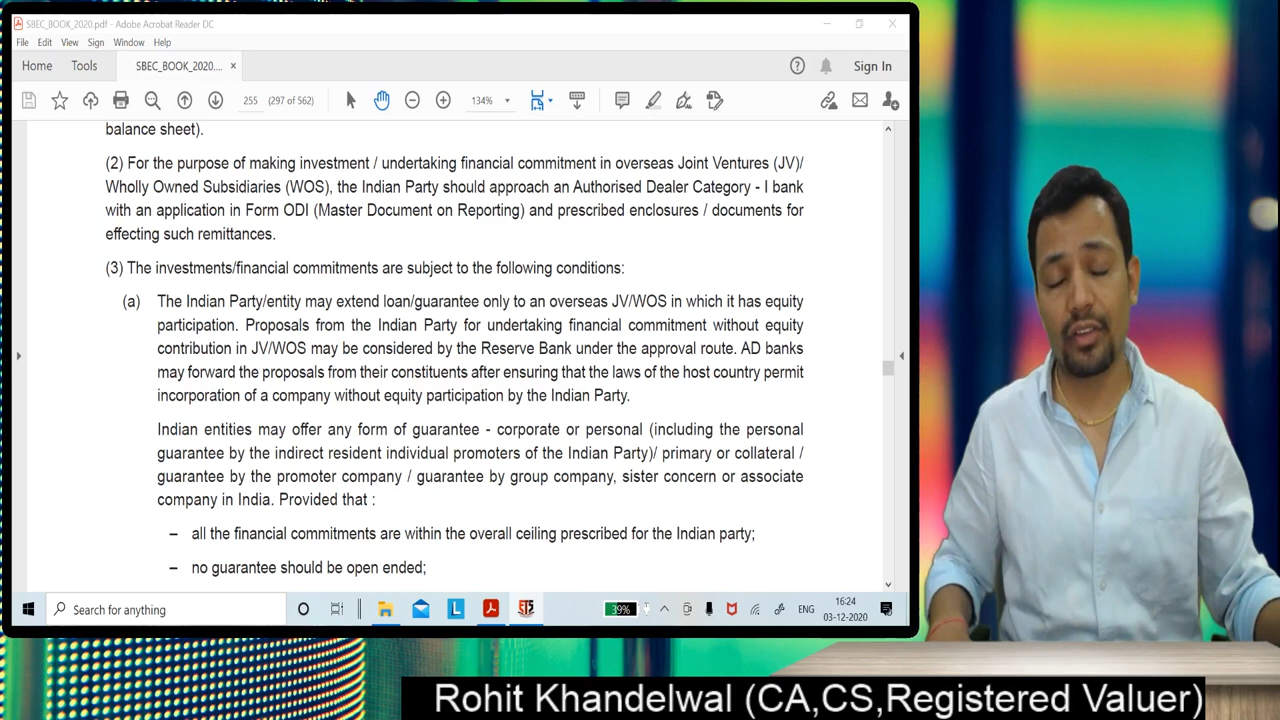 SBEC_BOOK_2020.pdf - Adobe Acrobat Reader DC
File Edit View Sign Window Help
Home Tools SBEC_BOOK_2020.... × Sign In
255 (297 of 562) 134%
balance sheet).
(2) For the purpose of making investment / undertaking financial commitment in overseas Joint Ventures (JV)/
Wholly Owned Subsidiaries (WOS), the Indian Party should approach an Authorised Dealer Category - I bank
with an application in Form ODI (Master Document on Reporting) and prescribed enclosures / documents for
effecting such remittances.
(3) The investments/financial commitments are subject to the following conditions:
(a) The Indian Party/entity may extend loan/guarantee only to an overseas JV/WOS in which it has equity
participation. Proposals from the Indian Party for undertaking financial commitment without equity
contribution in JV/WOS may be considered by the Reserve Bank under the approval route. AD banks
may forward the proposals from their constituents after ensuring that the laws of the host country permit
incorporation of a company without equity participation by the Indian Party.
Indian entities may offer any form of guarantee - corporate or personal (including the personal
guarantee by the indirect resident individual promoters of the Indian Party)/ primary or collateral /
guarantee by the promoter company / guarantee by group company, sister concern or associate
company in India. Provided that :
– all the financial commitments are within the overall ceiling prescribed for the Indian party;
– no guarantee should be open ended;
Search for anything 39% ENG 16:24
03-12-2020
Rohit Khandelwal (CA,CS,Registered Valuer)